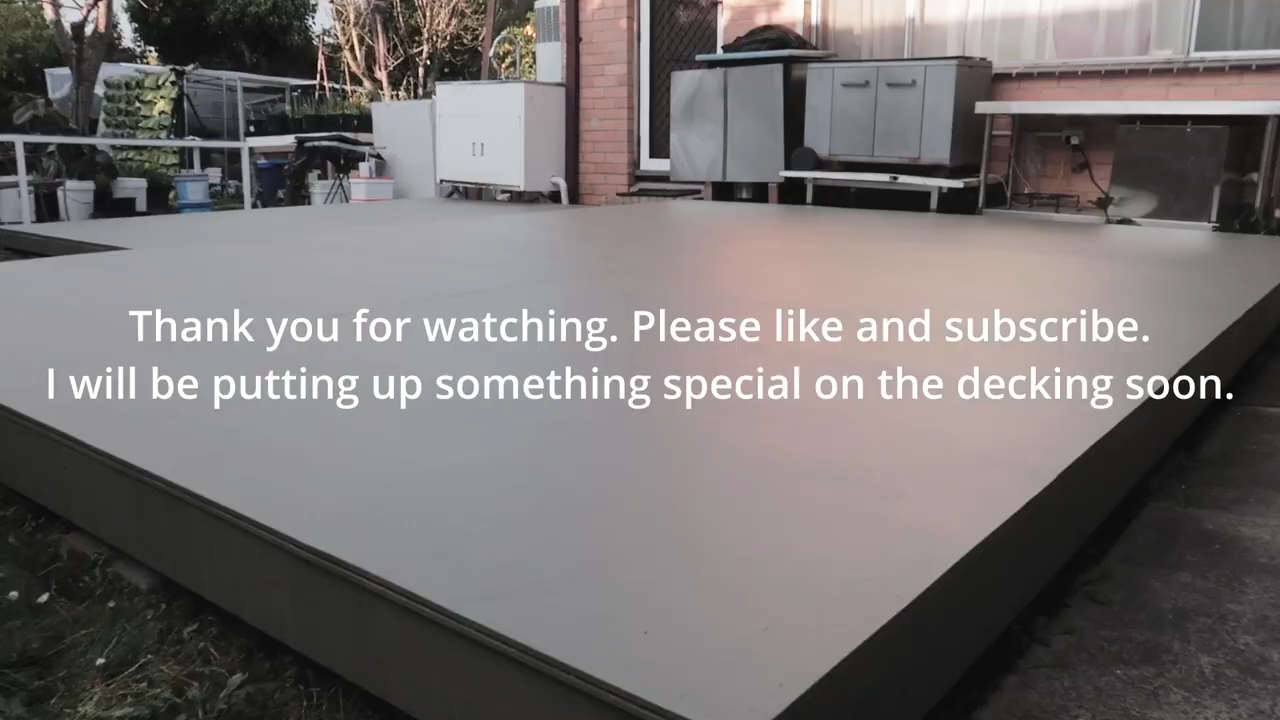 Thank you for watching. Please like and subscribe.
I will be putting up something special on the decking soon.